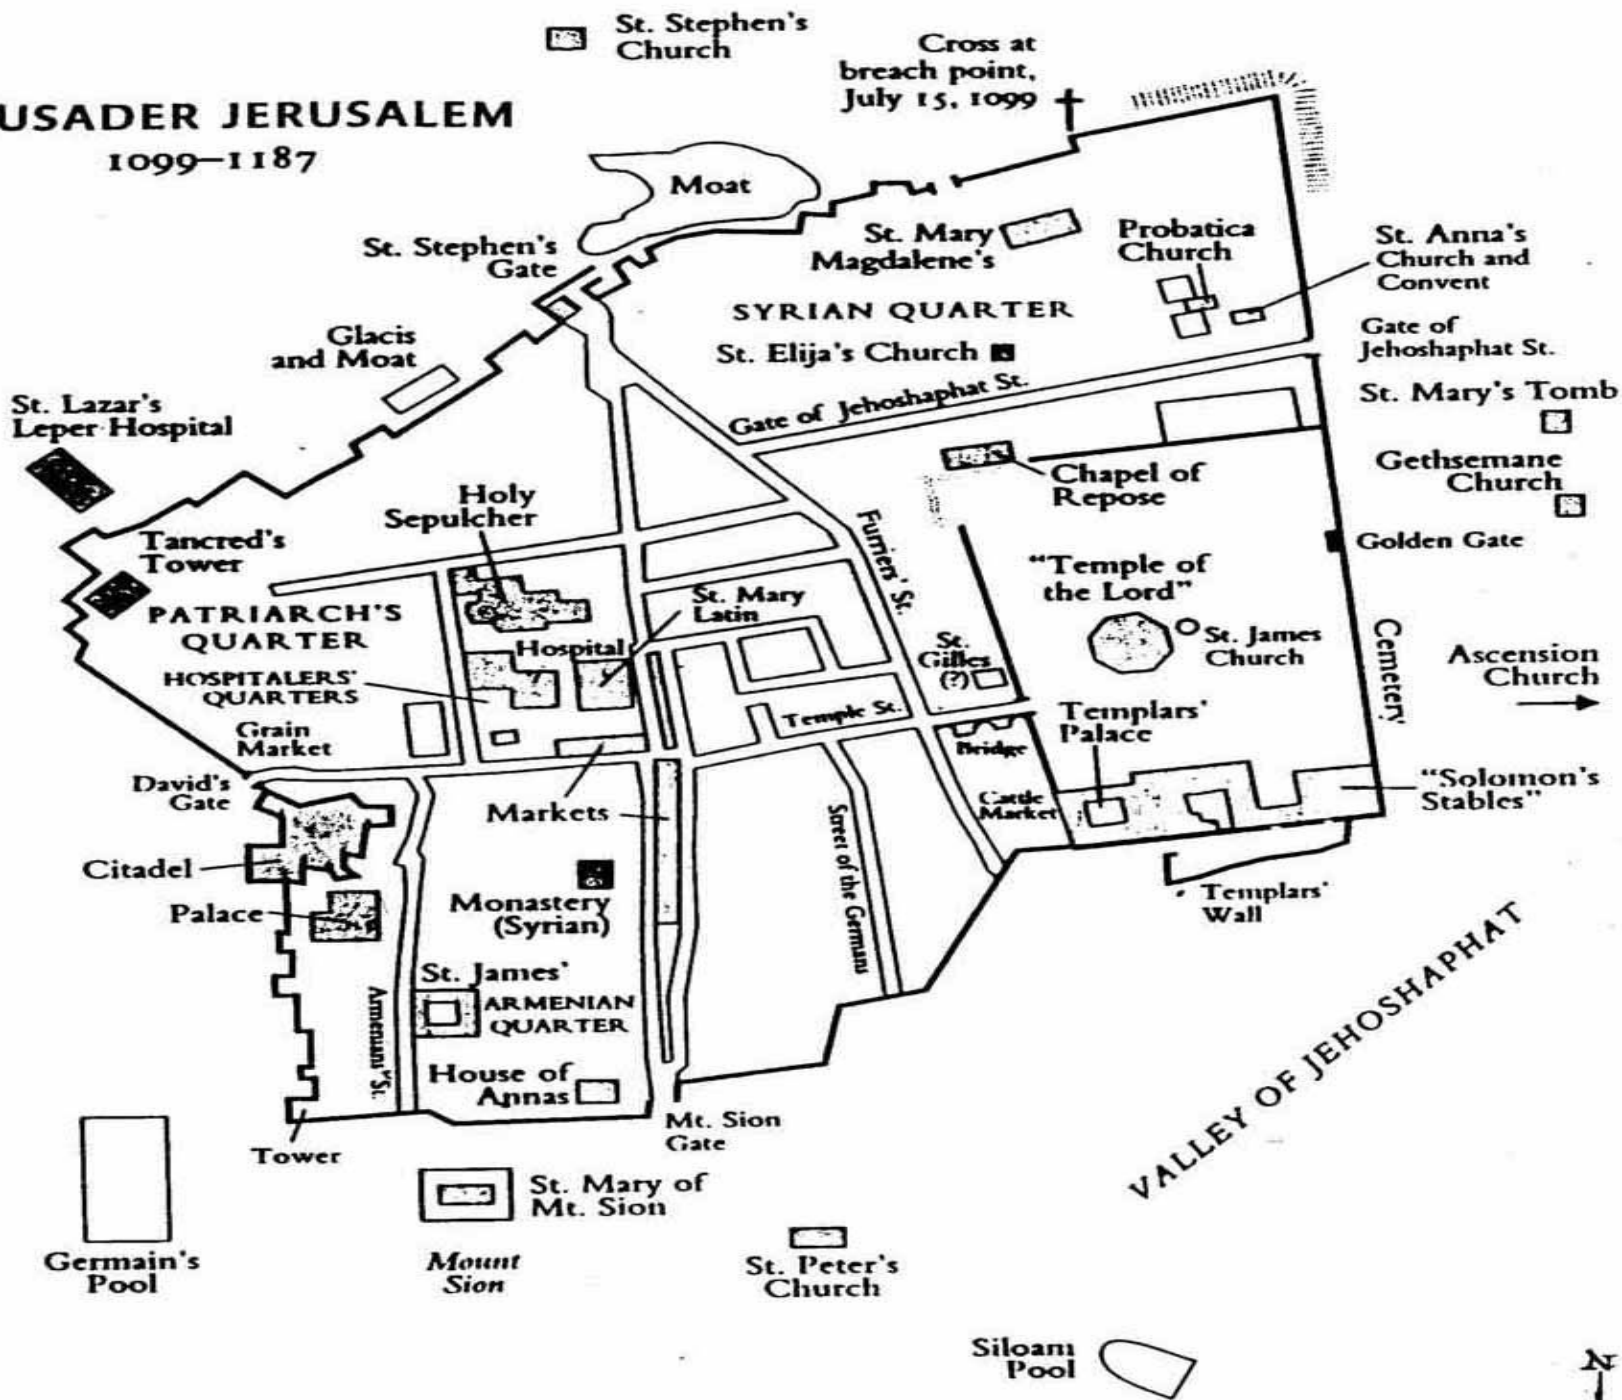 St. Stephen's
Church
Cross at
breach point,
July 15, 1099
USADER JERUSALEM
1099–1187
Moat
St. Stephen's
Gate
St. Mary
Magdalene's
Probatica
Church
St. Anna's
Church and
Convent
SYRIAN QUARTER
Glacis
and Moat
St. Elija's Church
Gate of
Jehoshaphat St.
Gate of Jehoshaphat St.
St. Lazar's
Leper Hospital
St. Mary's Tomb
Chapel of
Repose
Gethsemane
Church
Holy
Sepulcher
Furriers' St.
Golden Gate
Tancred's
Tower
"Temple of
the Lord"
PATRIARCH'S
QUARTER
St. Mary
Latin
Hospital
St.
Gilles
(?)
St. James
Church
Cemetery
Ascension
Church
HOSPITALERS'
QUARTERS
Grain
Market
Temple St.
Bridge
Templars'
Palace
David's
Gate
Markets
Cattle
Market
"Solomon's
Stables"
Citadel
Street of the Germans
Palace
Monastery
(Syrian)
Templars'
Wall
St. James'
ARMENIAN
QUARTER
Armenians' St.
House of
Annas
VALLEY OF JEHOSHAPHAT
Mt. Sion
Gate
Tower
St. Mary of
Mt. Sion
Germain's
Pool
Mount
Sion
St. Peter's
Church
Siloam
Pool
N